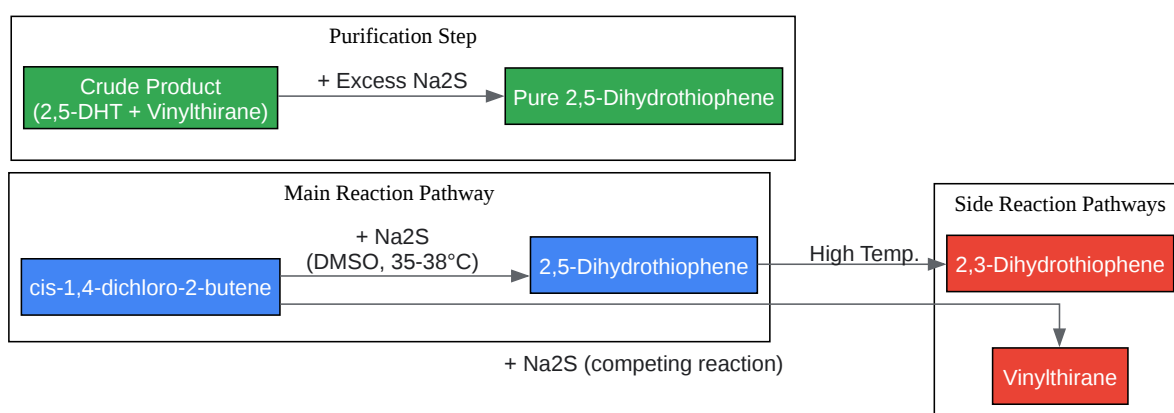 Purification Step
Crude Product
(2,5-DHT + Vinylthirane)
+ Excess Na2S
Pure 2,5-Dihydrothiophene
Main Reaction Pathway
cis-1,4-dichloro-2-butene
+ Na2S
(DMSO, 35-38°C)
2,5-Dihydrothiophene
High Temp.
Side Reaction Pathways
2,3-Dihydrothiophene
+ Na2S (competing reaction)
Vinylthirane